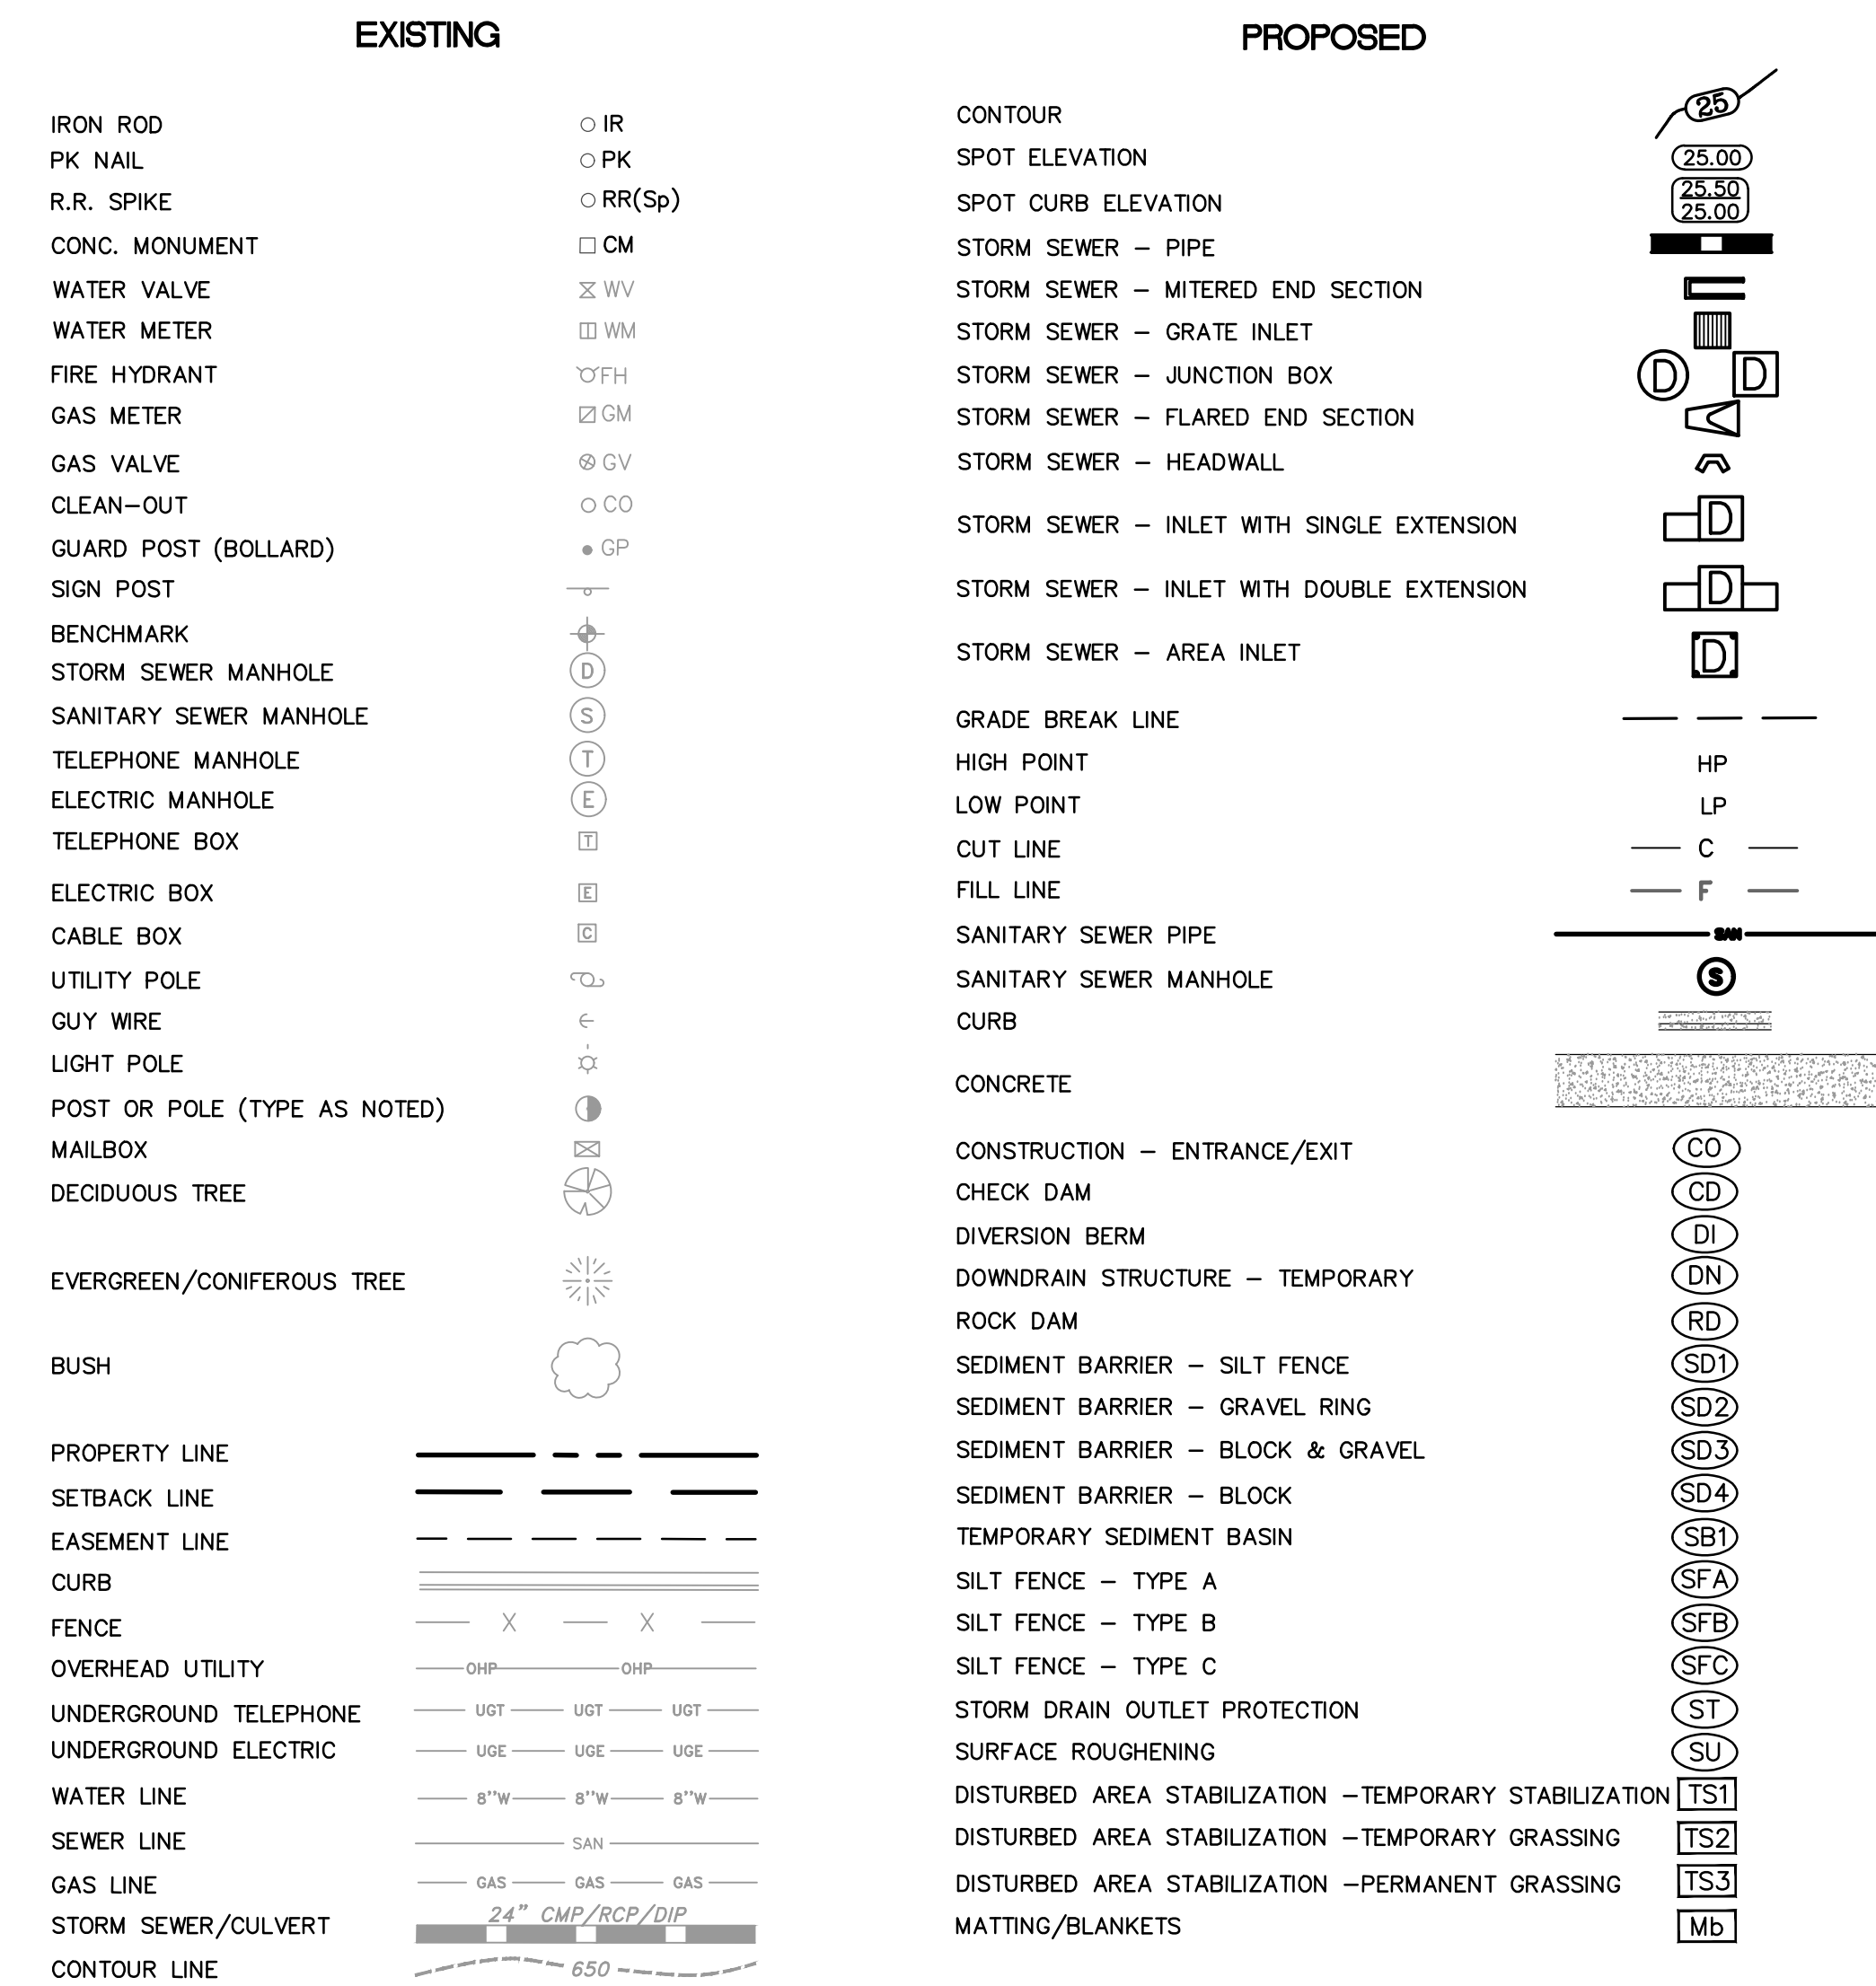 EXISTING
IRON ROD IR
PK NAIL PK
R.R. SPIKE RR(Sp)
CONC. MONUMENT CM
WATER VALVE WV
WATER METER WM
FIRE HYDRANT FH
GAS METER GM
GAS VALVE GV
CLEAN-OUT CO
GUARD POST (BOLLARD) GP
SIGN POST
BENCHMARK
STORM SEWER MANHOLE D
SANITARY SEWER MANHOLE S
TELEPHONE MANHOLE T
ELECTRIC MANHOLE E
TELEPHONE BOX T
ELECTRIC BOX E
CABLE BOX C
UTILITY POLE
GUY WIRE
LIGHT POLE
POST OR POLE (TYPE AS NOTED)
MAILBOX
DECIDUOUS TREE
EVERGREEN/CONIFEROUS TREE
BUSH
PROPERTY LINE
SETBACK LINE
EASEMENT LINE
CURB
FENCE X X
OVERHEAD UTILITY OHP OHP
UNDERGROUND TELEPHONE UGT UGT UGT
UNDERGROUND ELECTRIC UGE UGE UGE
WATER LINE 8''W 8''W 8''W
SEWER LINE SAN
GAS LINE GAS GAS GAS
STORM SEWER/CULVERT 24" CMP/RCP/DIP
CONTOUR LINE 650
PROPOSED
CONTOUR 25
SPOT ELEVATION 25.00
SPOT CURB ELEVATION 25.50
25.00
STORM SEWER - PIPE
STORM SEWER - MITERED END SECTION
STORM SEWER - GRATE INLET
STORM SEWER - JUNCTION BOX D D
STORM SEWER - FLARED END SECTION
STORM SEWER - HEADWALL
STORM SEWER - INLET WITH SINGLE EXTENSION D
STORM SEWER - INLET WITH DOUBLE EXTENSION D
STORM SEWER - AREA INLET D
GRADE BREAK LINE
HIGH POINT HP
LOW POINT LP
CUT LINE C
FILL LINE F
SANITARY SEWER PIPE SAN
SANITARY SEWER MANHOLE S
CURB
CONCRETE
CONSTRUCTION - ENTRANCE/EXIT CO
CHECK DAM CD
DIVERSION BERM DI
DOWNDRAIN STRUCTURE - TEMPORARY DN
ROCK DAM RD
SEDIMENT BARRIER - SILT FENCE SD1
SEDIMENT BARRIER - GRAVEL RING SD2
SEDIMENT BARRIER - BLOCK & GRAVEL SD3
SEDIMENT BARRIER - BLOCK SD4
TEMPORARY SEDIMENT BASIN SB1
SILT FENCE - TYPE A SFA
SILT FENCE - TYPE B SFB
SILT FENCE - TYPE C SFC
STORM DRAIN OUTLET PROTECTION ST
SURFACE ROUGHENING SU
DISTURBED AREA STABILIZATION -TEMPORARY STABILIZATION TS1
DISTURBED AREA STABILIZATION -TEMPORARY GRASSING TS2
DISTURBED AREA STABILIZATION -PERMANENT GRASSING TS3
MATTING/BLANKETS Mb